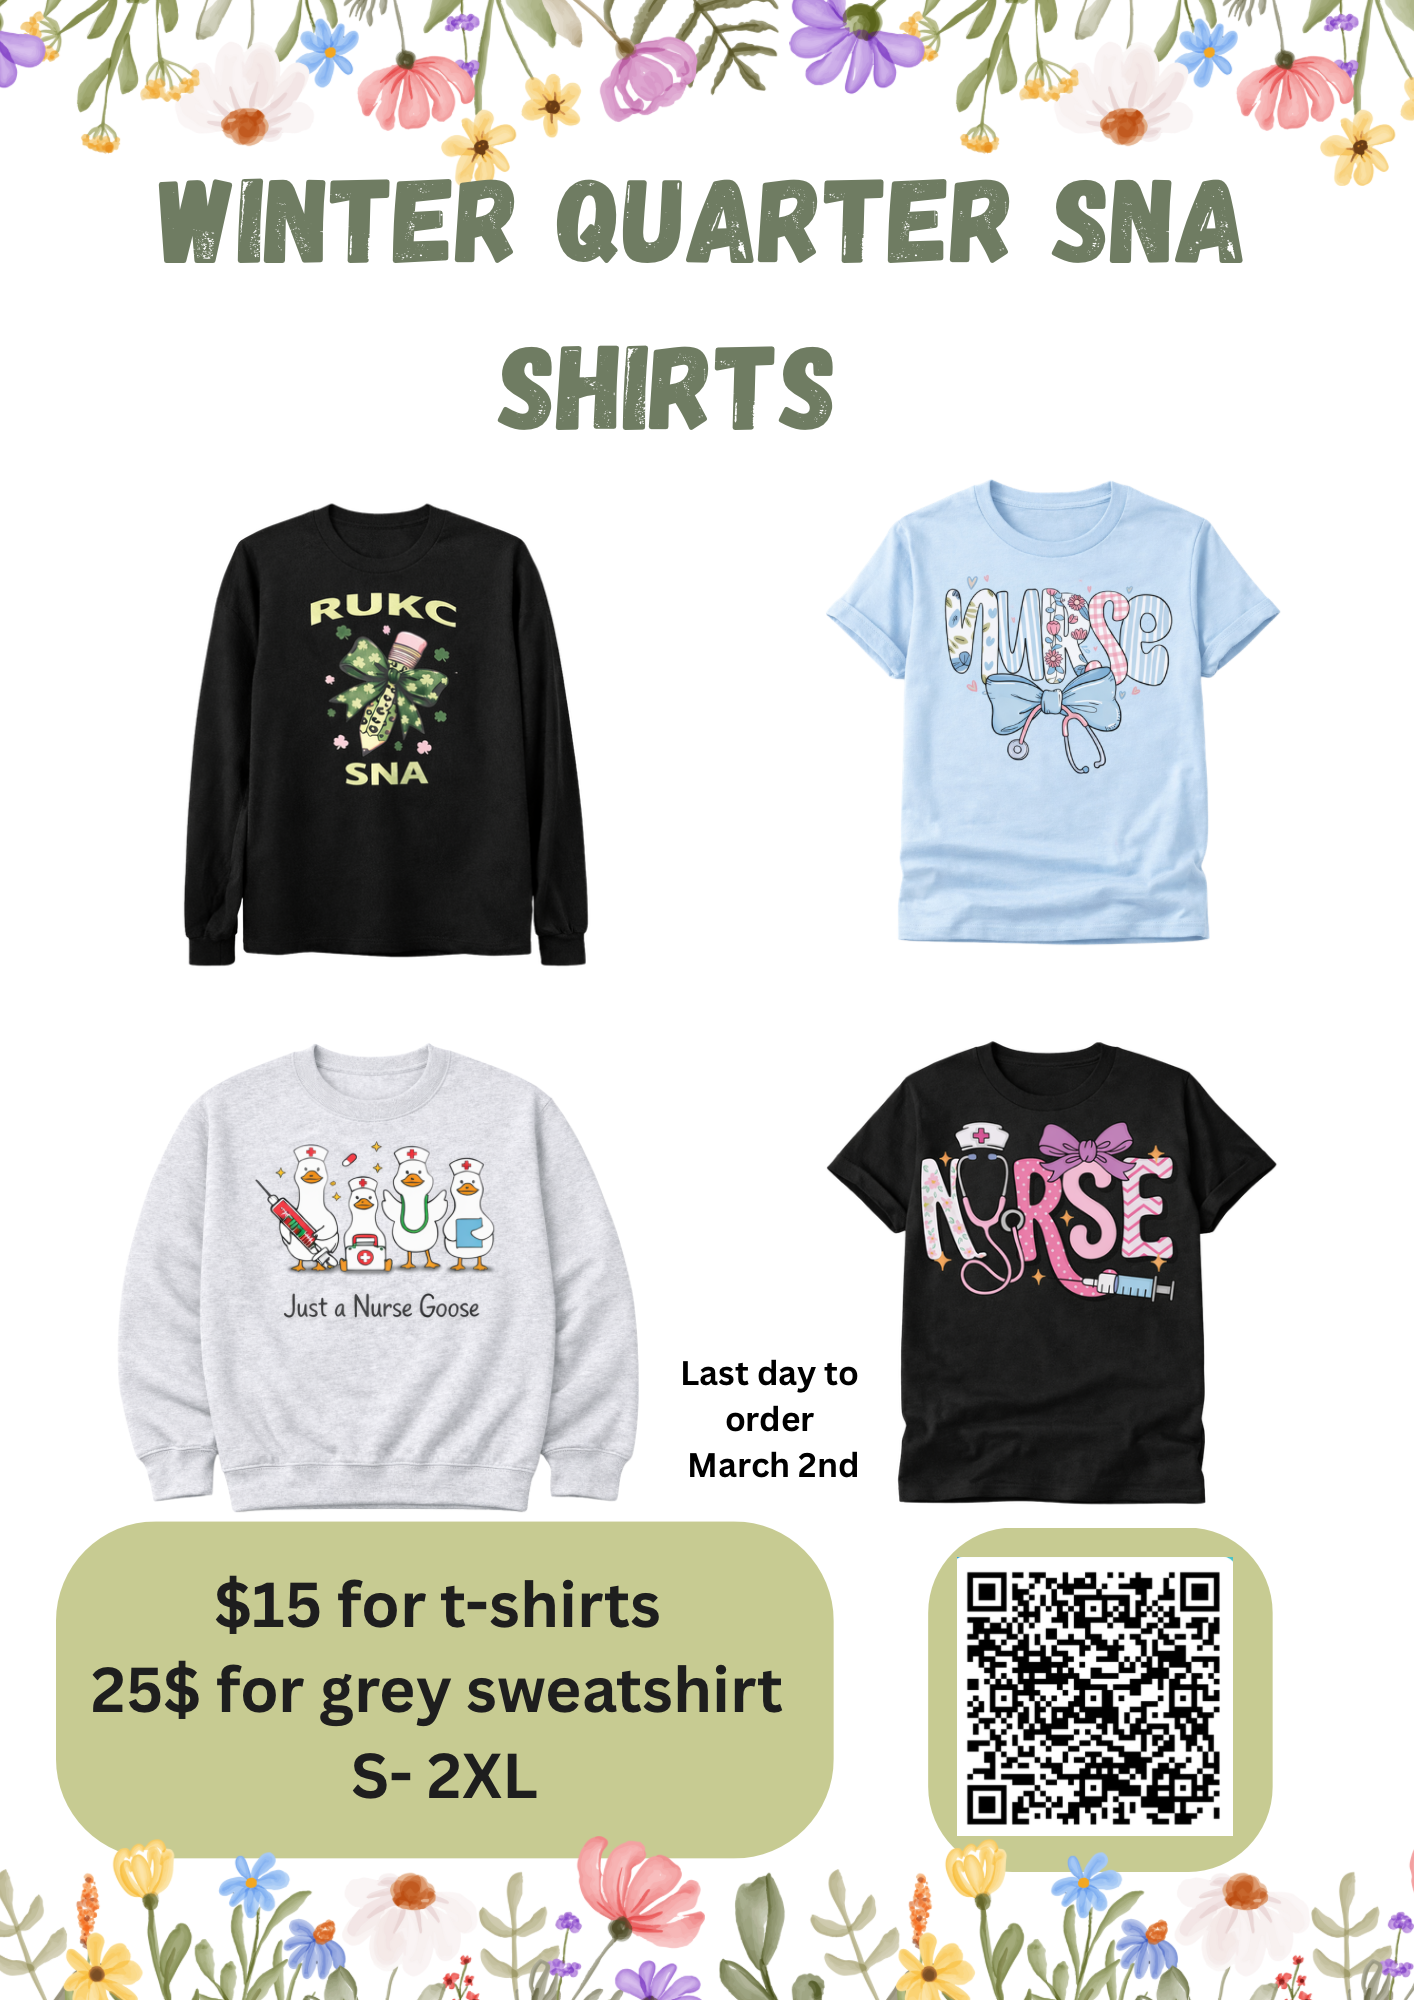 WINTER QUARTER SNA
SHIRTS
RUKC
SNA
NURSE
Just a Nurse Goose
NURSE
Last day to
order
March 2nd
$15 for t-shirts
25$ for grey sweatshirt
S- 2XL